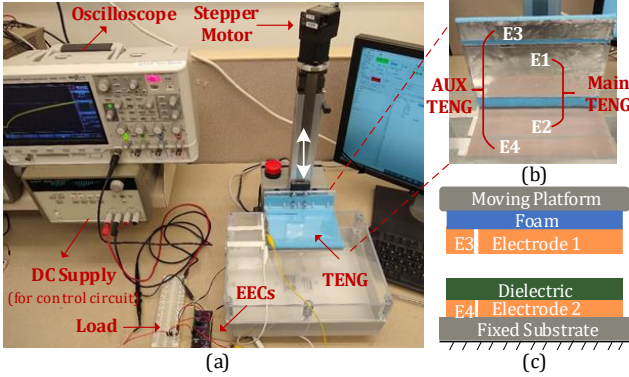 Oscilloscope
Stepper
Motor
DC Supply
(for control circuit)
Load
EECs
TENG
(a)
E3
E1
AUX
TENG
Main
TENG
E2
E4
(b)
Moving Platform
Foam
E3 Electrode 1
Dielectric
E4 Electrode 2
Fixed Substrate
(c)